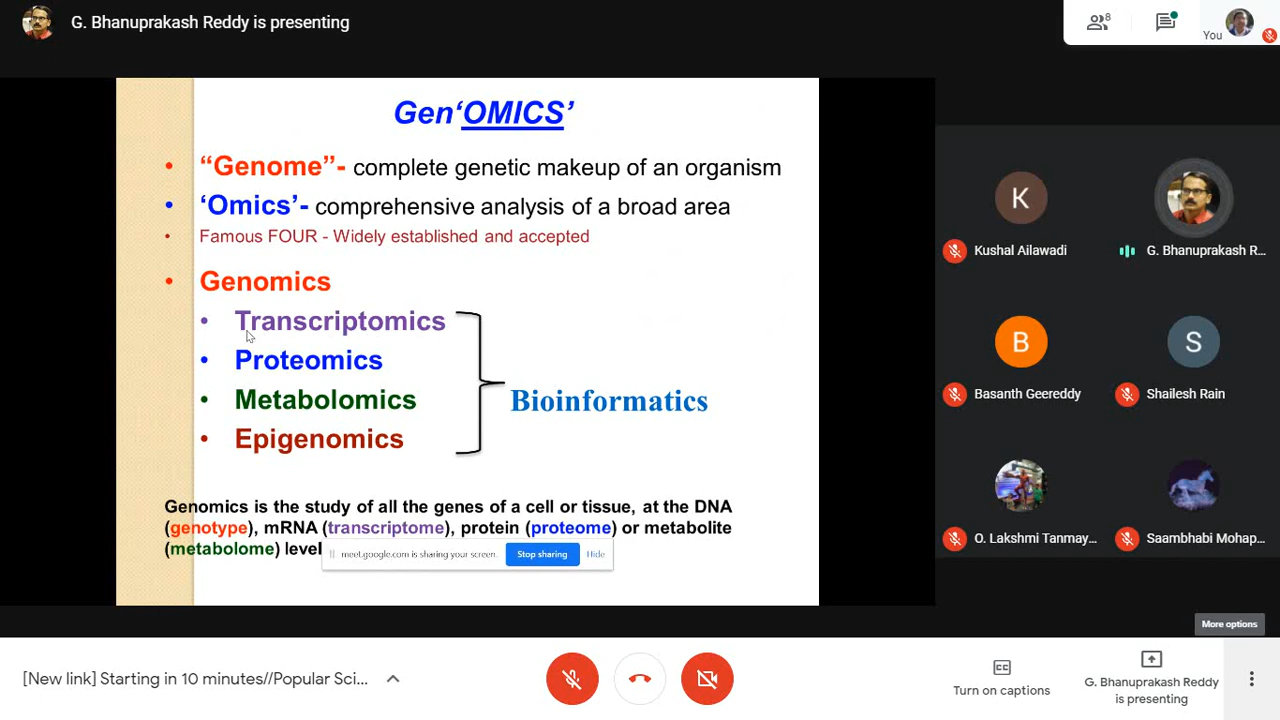 G. Bhanuprakash Reddy is presenting
8
You
Gen‘OMICS’
• “Genome”- complete genetic makeup of an organism
• ‘Omics’- comprehensive analysis of a broad area
• Famous FOUR - Widely established and accepted
• Genomics
• Transcriptomics
• Proteomics
• Metabolomics
• Epigenomics
Bioinformatics
Genomics is the study of all the genes of a cell or tissue, at the DNA
(genotype), mRNA (transcriptome), protein (proteome) or metabolite
(metabolome) level
meet.google.com is sharing your screen. Stop sharing Hide
K
Kushal Ailawadi
G. Bhanuprakash R...
B
Basanth Geereddy
S
Shailesh Rain
O. Lakshmi Tanmay...
Saambhabi Mohap...
More options
[New link] Starting in 10 minutes//Popular Sci...
CC
Turn on captions
G. Bhanuprakash Reddy
is presenting